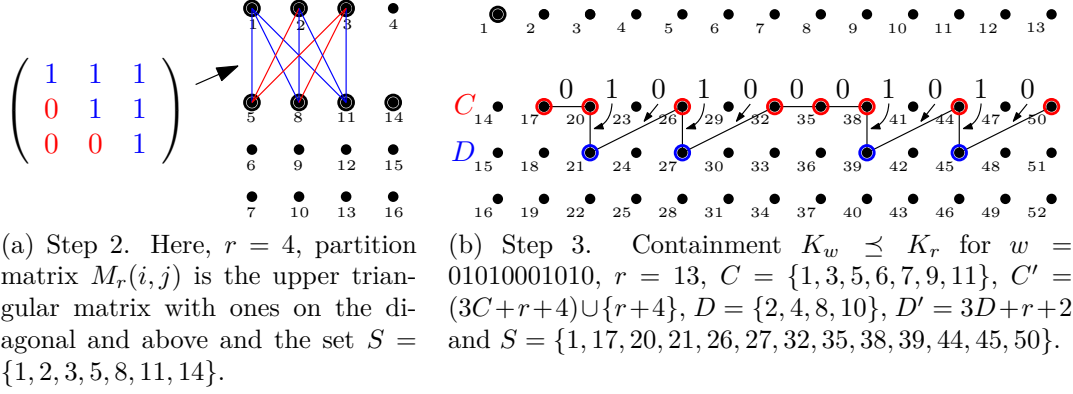 1 2 3 4
1 1 1
0 1 1
0 0 1
5 8 11 14
6 9 12 15
7 10 13 16
1 2 3 4 5 6 7 8 9 10 11 12 13
0 1 0 1 0 0 0 1 0 1 0
C 14 17 20 23 26 29 32 35 38 41 44 47 50
D 15 18 21 24 27 30 33 36 39 42 45 48 51
16 19 22 25 28 31 34 37 40 43 46 49 52
(a) Step 2. Here, r = 4, partition
matrix M_r(i, j) is the upper trian-
gular matrix with ones on the di-
agonal and above and the set S =
{1, 2, 3, 5, 8, 11, 14}.
(b) Step 3. Containment K_w ⪯ K_r for w =
01010001010, r = 13, C = {1, 3, 5, 6, 7, 9, 11}, C′ =
(3C+r+4)∪{r+4}, D = {2, 4, 8, 10}, D′ = 3D+r+2
and S = {1, 17, 20, 21, 26, 27, 32, 35, 38, 39, 44, 45, 50}.